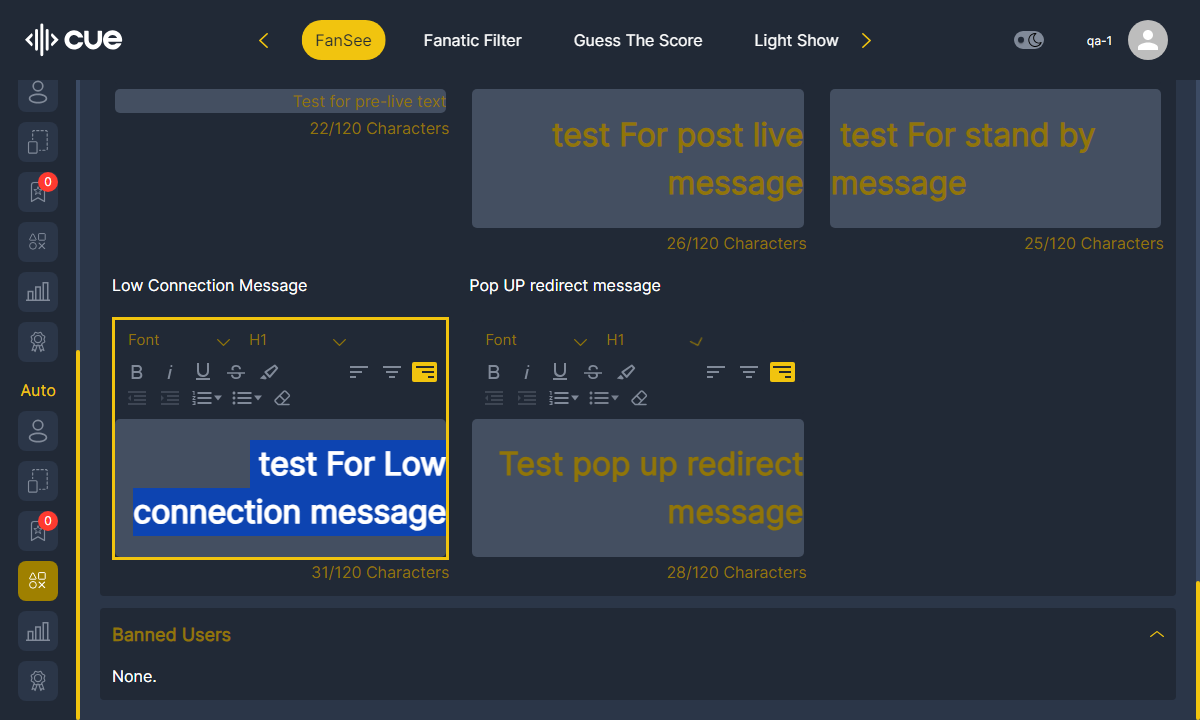 cue
FanSee
Fanatic Filter
Guess The Score
Light Show
qa-1
0
Auto
0
Test for pre-live text
22/120 Characters
test For post live
message
26/120 Characters
test For stand by
message
25/120 Characters
Low Connection Message
Font
H1
B i U S
test For Low
connection message
31/120 Characters
Pop UP redirect message
Font
H1
B i U S
Test pop up redirect
message
28/120 Characters
Banned Users
None.